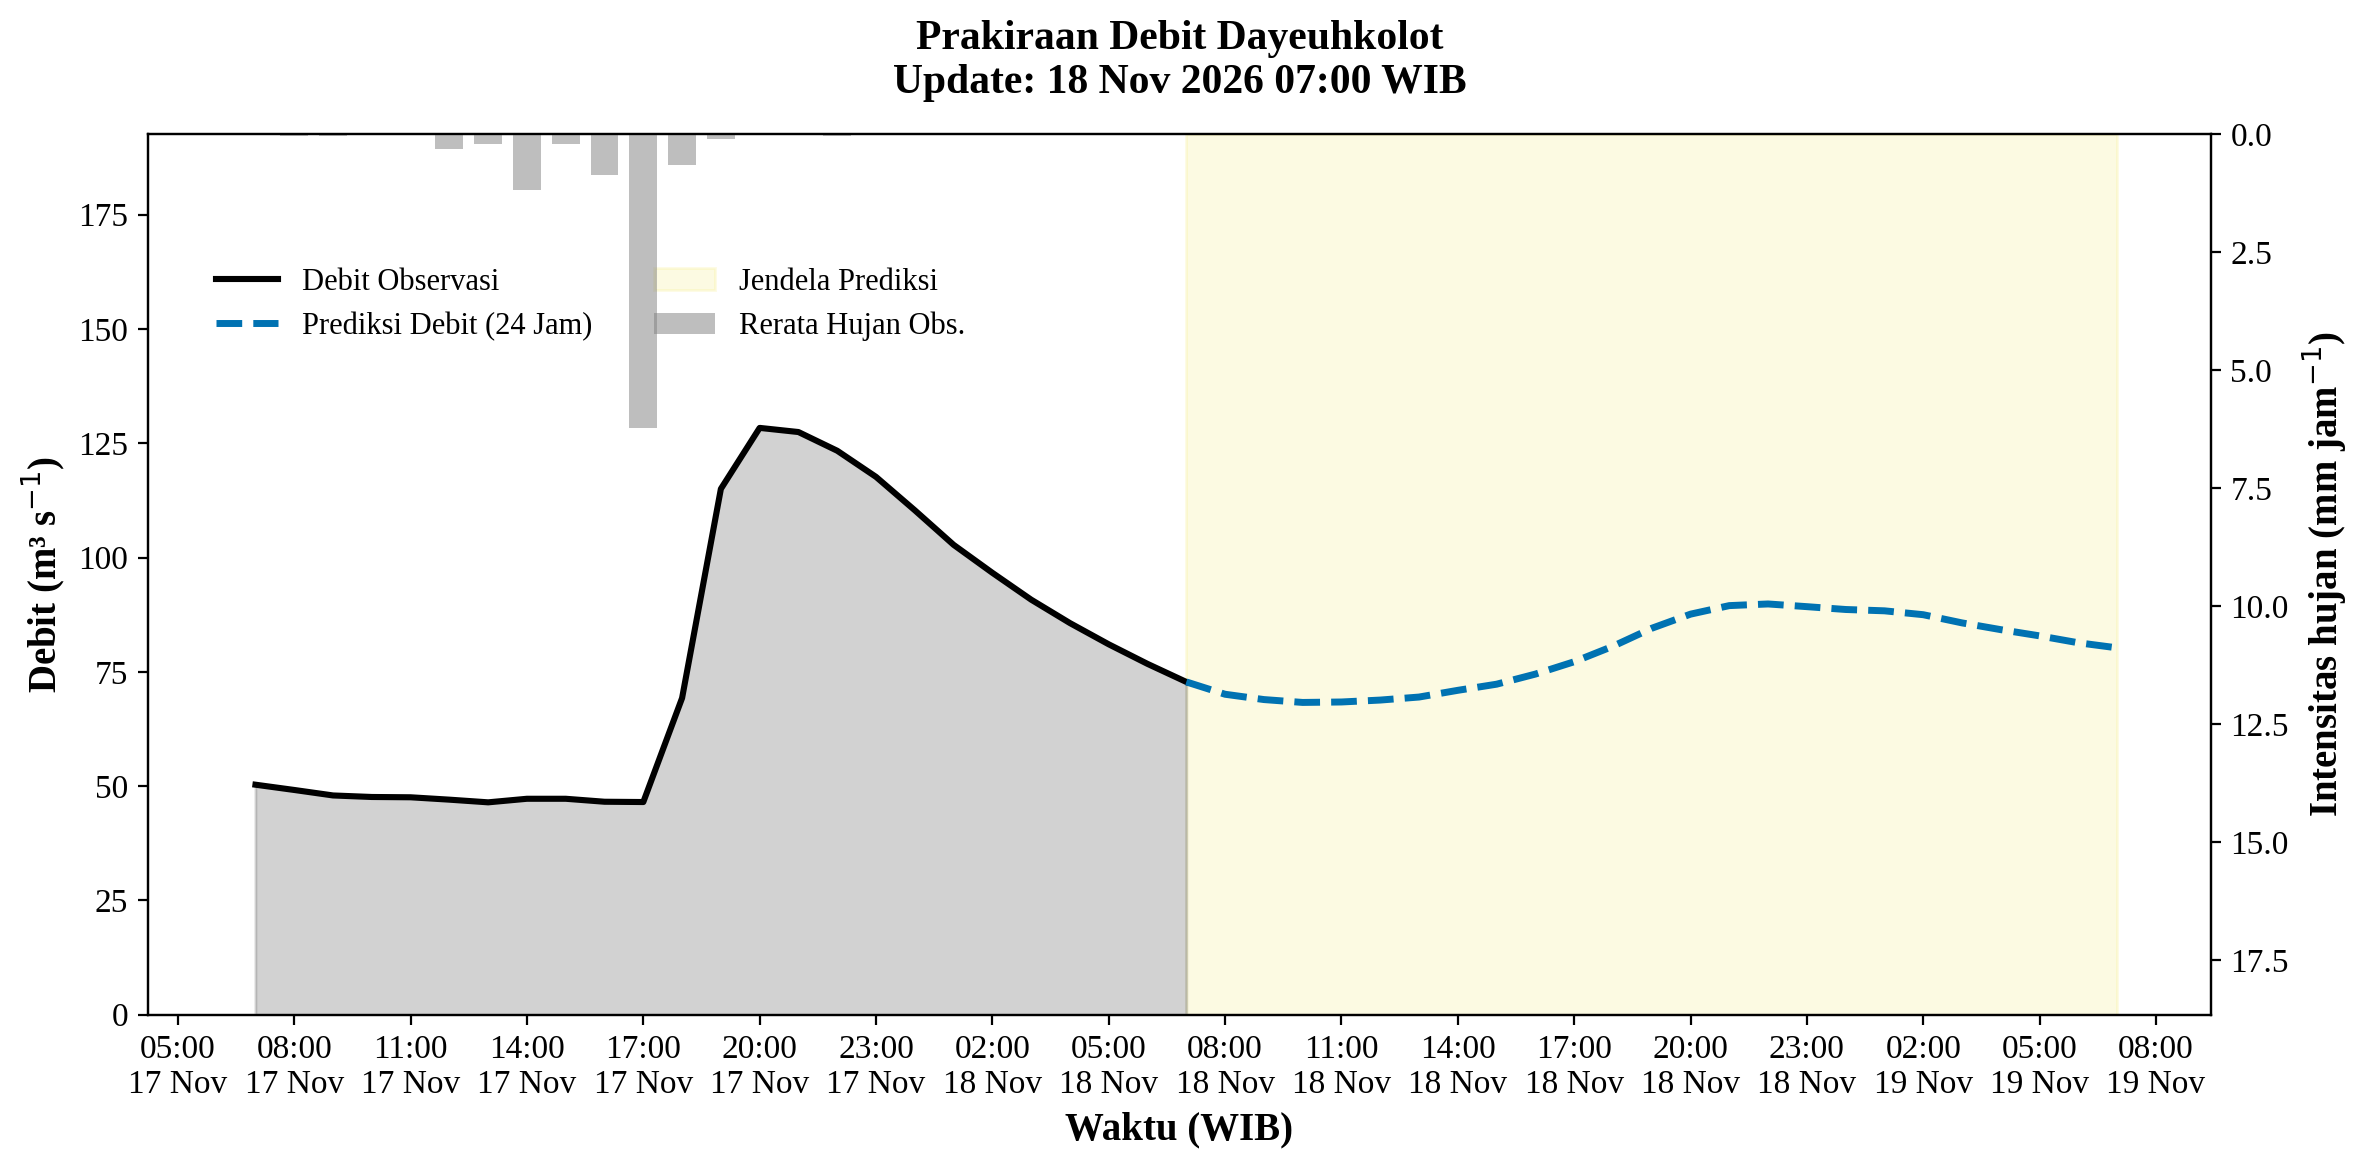 Prakiraan Debit Dayeuhkolot
Update: 18 Nov 2026 07:00 WIB
Debit (m³ s⁻¹)
175
150
125
100
75
50
25
0
Debit Observasi
Prediksi Debit (24 Jam)
Jendela Prediksi
Rerata Hujan Obs.
0.0
2.5
5.0
7.5
10.0
12.5
15.0
17.5
Intensitas hujan (mm jam⁻¹)
05:00 08:00 11:00 14:00 17:00 20:00 23:00 02:00 05:00 08:00 11:00 14:00 17:00 20:00 23:00 02:00 05:00 08:00
17 Nov 17 Nov 17 Nov 17 Nov 17 Nov 17 Nov 17 Nov 18 Nov 18 Nov 18 Nov 18 Nov 18 Nov 18 Nov 18 Nov 18 Nov 19 Nov 19 Nov 19 Nov
Waktu (WIB)